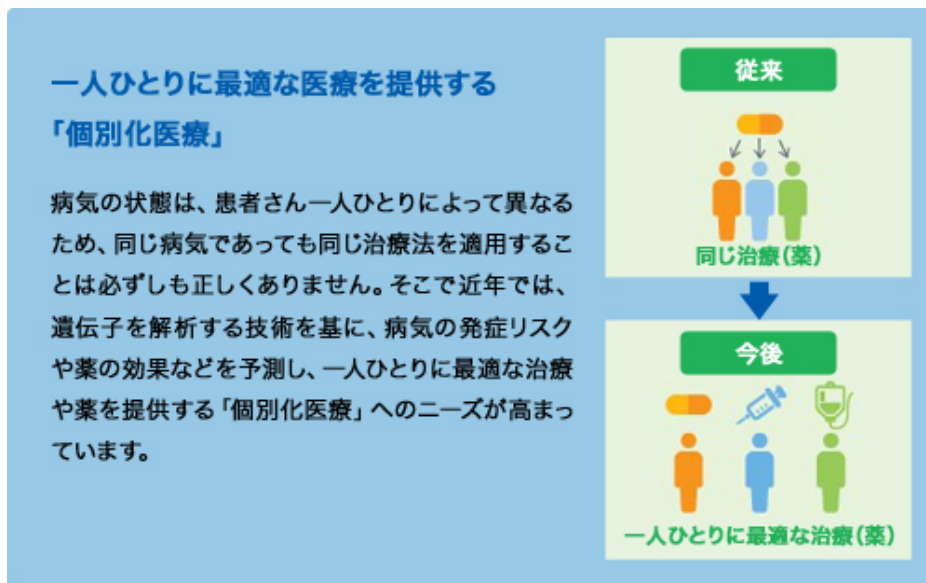 一人ひとりに最適な医療を提供する
「個別化医療」
病気の状態は、患者さん一人ひとりによって異なる
ため、同じ病気であっても同じ治療法を適用するこ
とは必ずしも正しくありません。そこで近年では、
遺伝子を解析する技術を基に、病気の発症リスク
や薬の効果などを予測し、一人ひとりに最適な治療
や薬を提供する「個別化医療」へのニーズが高まっ
ています。
従来
同じ治療(薬)
今後
一人ひとりに最適な治療(薬)